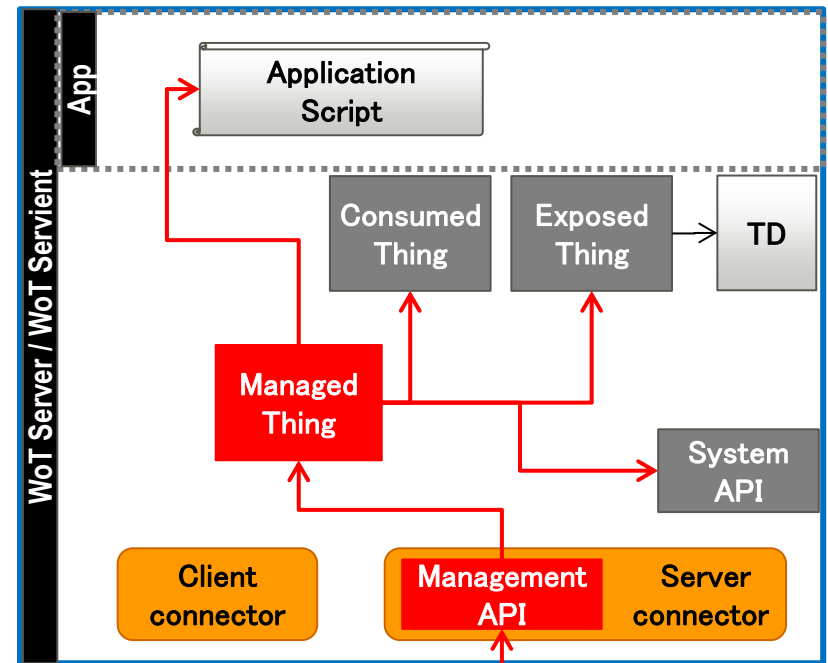 WoT Server / WoT Servient
App
Application
Script
Consumed
Thing
Exposed
Thing
TD
Managed
Thing
System
API
Client
connector
Management
API
Server
connector